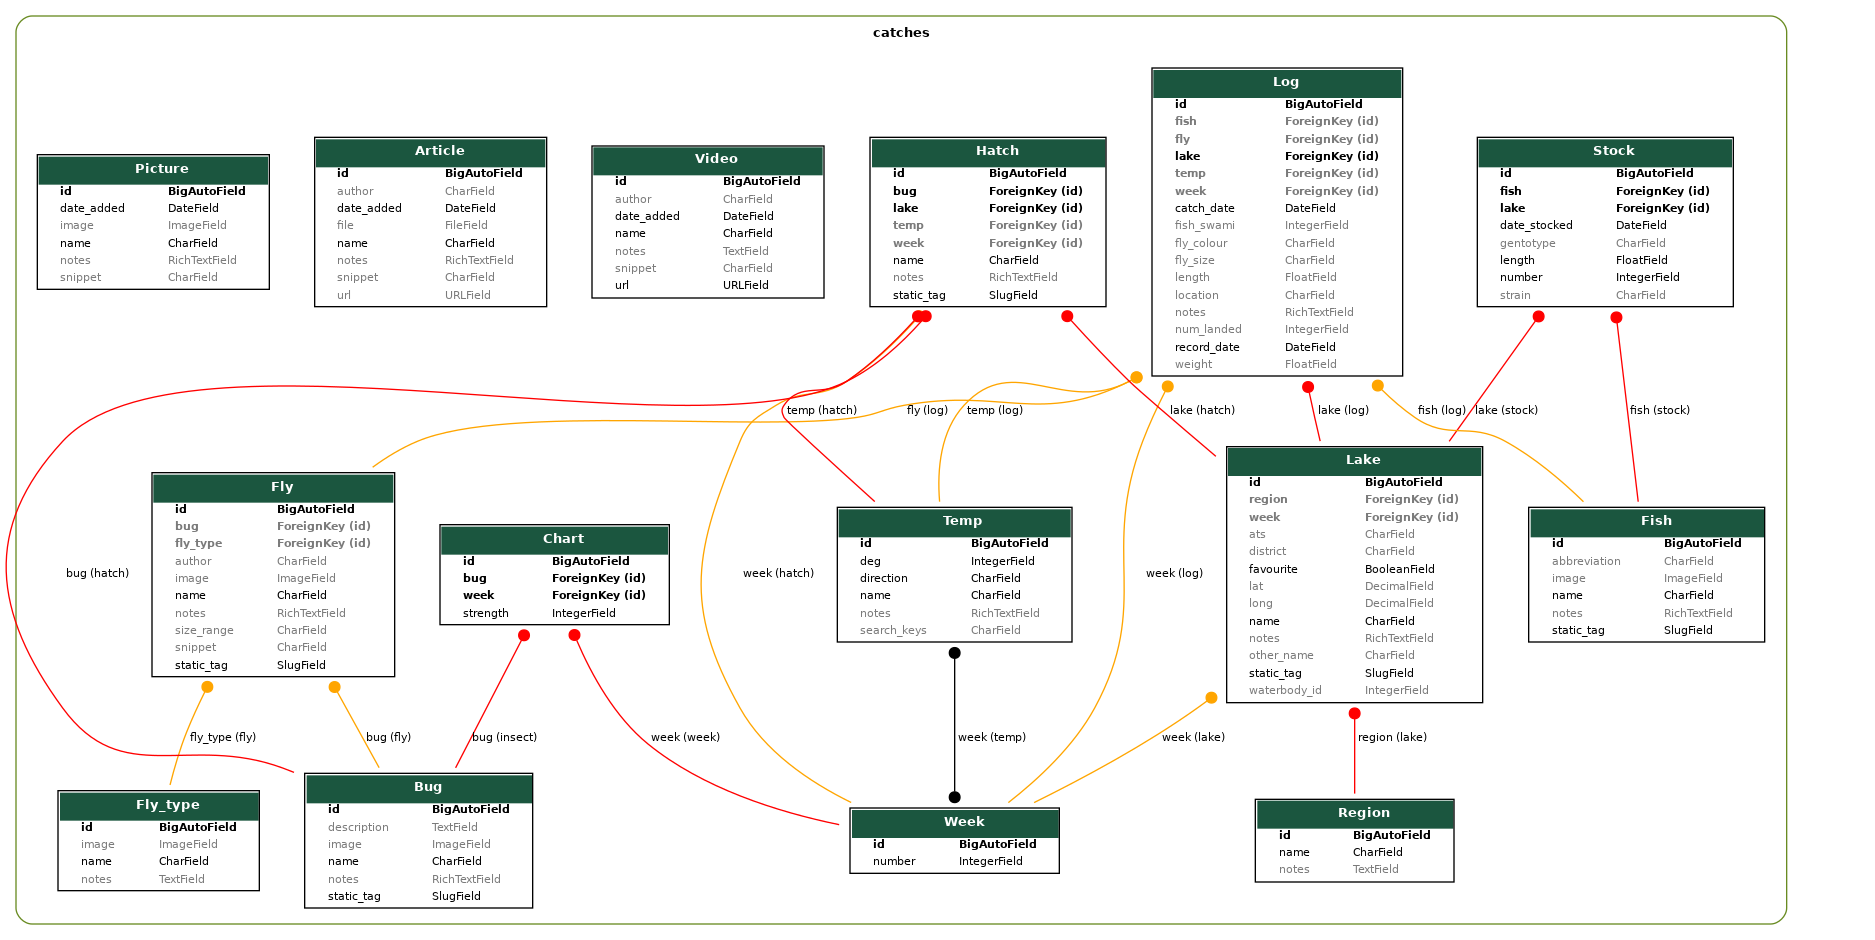 catches
Picture
id BigAutoField
date_added DateField
image ImageField
name CharField
notes RichTextField
snippet CharField
Article
id BigAutoField
author CharField
date_added DateField
file FileField
name CharField
notes RichTextField
snippet CharField
url URLField
Video
id BigAutoField
author CharField
date_added DateField
name CharField
notes TextField
snippet CharField
url URLField
Hatch
id BigAutoField
bug ForeignKey (id)
lake ForeignKey (id)
temp ForeignKey (id)
week ForeignKey (id)
name CharField
notes RichTextField
static_tag SlugField
Log
id BigAutoField
fish ForeignKey (id)
fly ForeignKey (id)
lake ForeignKey (id)
temp ForeignKey (id)
week ForeignKey (id)
catch_date DateField
fish_swami IntegerField
fly_colour CharField
fly_size CharField
length FloatField
location CharField
notes RichTextField
num_landed IntegerField
record_date DateField
weight FloatField
Stock
id BigAutoField
fish ForeignKey (id)
lake ForeignKey (id)
date_stocked DateField
gentotype CharField
length FloatField
number IntegerField
strain CharField
temp (hatch)
fly (log)
temp (log)
lake (hatch)
lake (log)
fish (log)
lake (stock)
fish (stock)
Fly
id BigAutoField
bug ForeignKey (id)
fly_type ForeignKey (id)
author CharField
image ImageField
name CharField
notes RichTextField
size_range CharField
snippet CharField
static_tag SlugField
Chart
id BigAutoField
bug ForeignKey (id)
week ForeignKey (id)
strength IntegerField
Temp
id BigAutoField
deg IntegerField
direction CharField
name CharField
notes RichTextField
search_keys CharField
Lake
id BigAutoField
region ForeignKey (id)
week ForeignKey (id)
ats CharField
district CharField
favourite BooleanField
lat DecimalField
long DecimalField
name CharField
notes RichTextField
other_name CharField
static_tag SlugField
waterbody_id IntegerField
Fish
id BigAutoField
abbreviation CharField
image ImageField
name CharField
notes RichTextField
static_tag SlugField
bug (hatch)
week (hatch)
week (log)
fly_type (fly)
bug (fly)
bug (insect)
week (week)
week (temp)
week (lake)
region (lake)
Fly_type
id BigAutoField
image ImageField
name CharField
notes TextField
Bug
id BigAutoField
description TextField
image ImageField
name CharField
notes RichTextField
static_tag SlugField
Week
id BigAutoField
number IntegerField
Region
id BigAutoField
name CharField
notes TextField